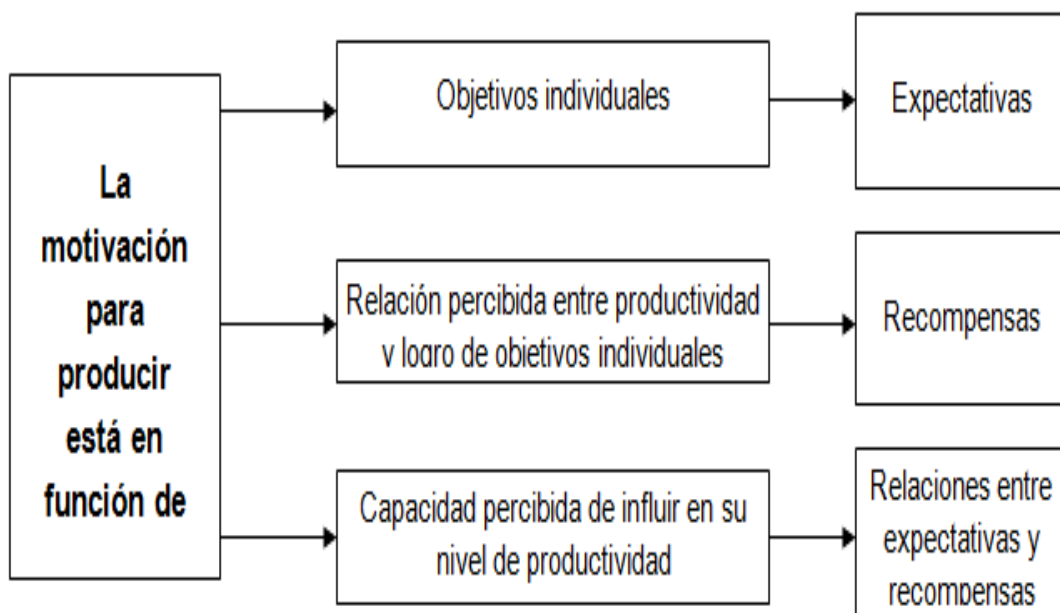 La
motivación
para
producir
está en
función de
Objetivos individuales
Expectativas
Relación percibida entre productividad
y logro de objetivos individuales
Recompensas
Capacidad percibida de influir en su
nivel de productividad
Relaciones entre
expectativas y
recompensas